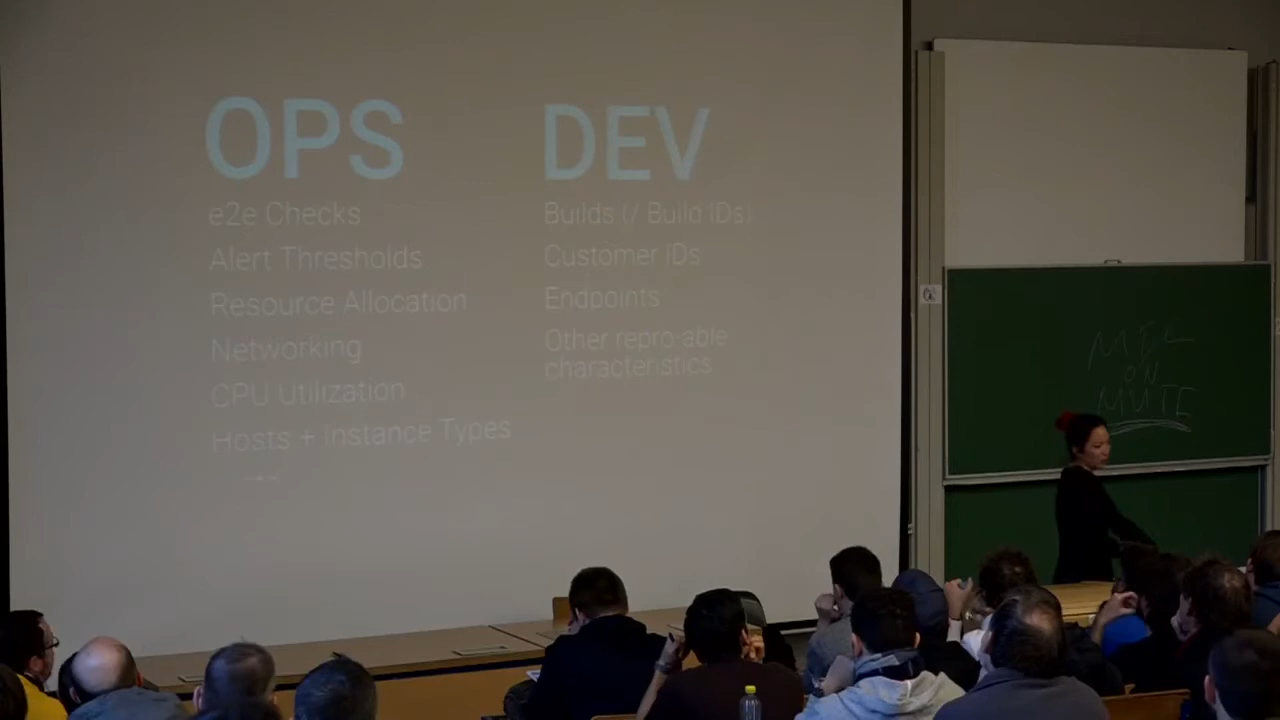 OPS
e2e Checks
Alert Thresholds
Resource Allocation
Networking
CPU Utilization
Hosts + Instance Types
...
DEV
Builds (/ Build IDs)
Customer IDs
Endpoints
Other repro-able
characteristics
MIC
ON
MUTE